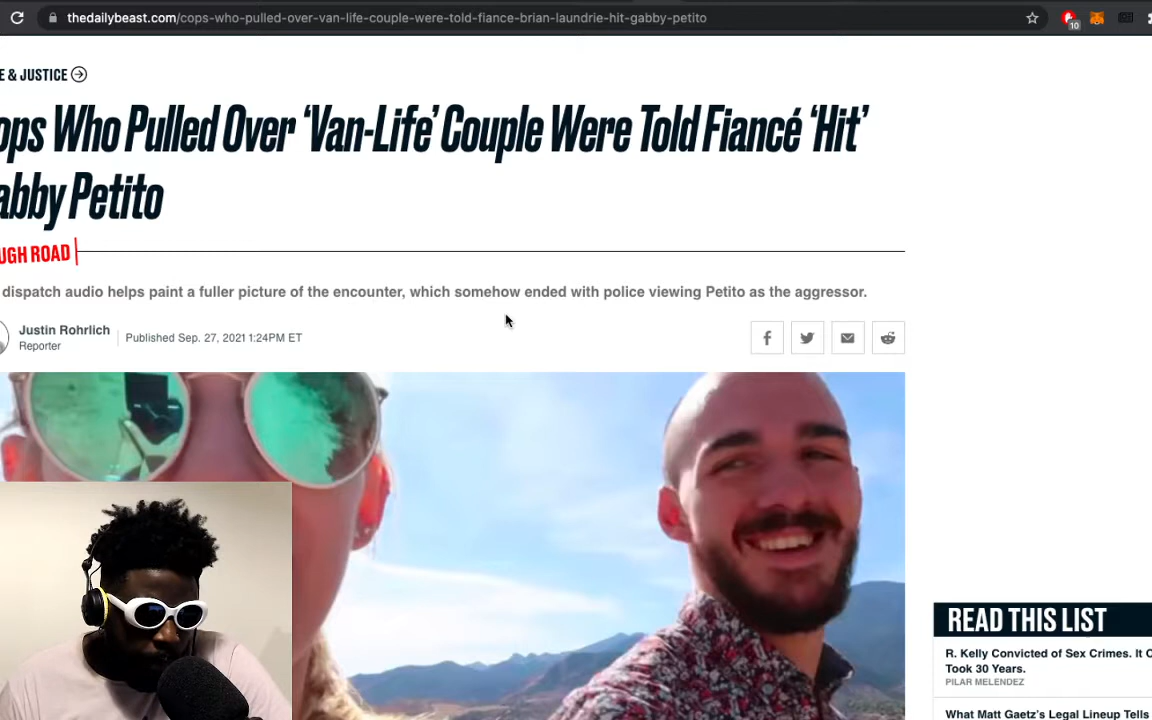 thedailybeast.com/cops-who-pulled-over-van-life-couple-were-told-fiance-brian-laundrie-hit-gabby-petito
10
E & JUSTICE
ops Who Pulled Over ‘Van-Life’ Couple Were Told Fiancé ‘Hit’
abby Petito
UGH ROAD
dispatch audio helps paint a fuller picture of the encounter, which somehow ended with police viewing Petito as the aggressor.
Justin Rohrlich
Reporter
Published Sep. 27, 2021 1:24PM ET
READ THIS LIST
R. Kelly Convicted of Sex Crimes. It O
Took 30 Years.
PILAR MELENDEZ
What Matt Gaetz’s Legal Lineup Tells